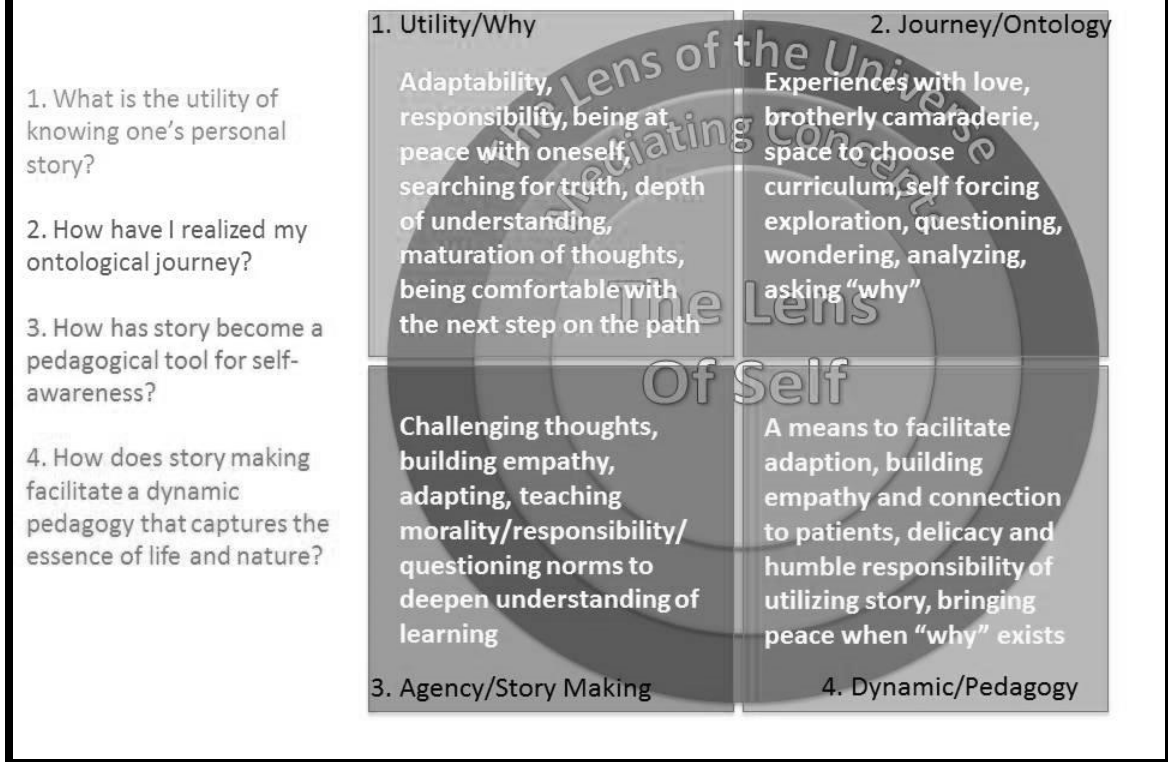 1. What is the utility of
knowing one's personal
story?
2. How have I realized my
ontological journey?
3. How has story become a
pedagogical tool for self-
awareness?
4. How does story making
facilitate a dynamic
pedagogy that captures the
essence of life and nature?
The Lens of the Universe
Mediating Concepts
The Lens
Of Self
1. Utility/Why
Adaptability,
responsibility, being at
peace with oneself,
searching for truth, depth
of understanding,
maturation of thoughts,
being comfortable with
the next step on the path
2. Journey/Ontology
Experiences with love,
brotherly camaraderie,
space to choose
curriculum, self forcing
exploration, questioning,
wondering, analyzing,
asking “why”
Challenging thoughts,
building empathy,
adapting, teaching
morality/responsibility/
questioning norms to
deepen understanding of
learning
3. Agency/Story Making
A means to facilitate
adaption, building
empathy and connection
to patients, delicacy and
humble responsibility of
utilizing story, bringing
peace when “why” exists
4. Dynamic/Pedagogy